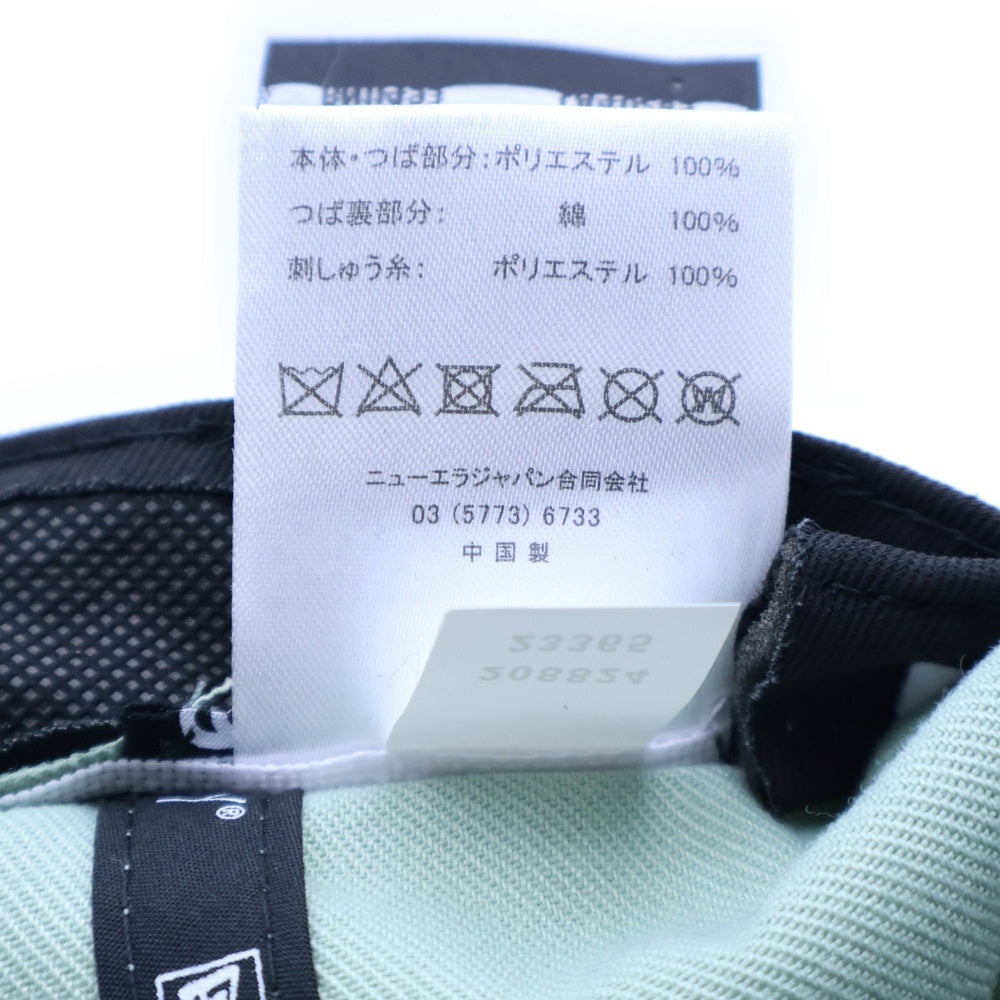 本体・つば部分：ポリエステル 100%
つば裏部分： 綿 100%
刺しゅう糸： ポリエステル 100%
W
ニューエラジャパン合同会社
03 (5773) 6733
中国製
23365
208824
®